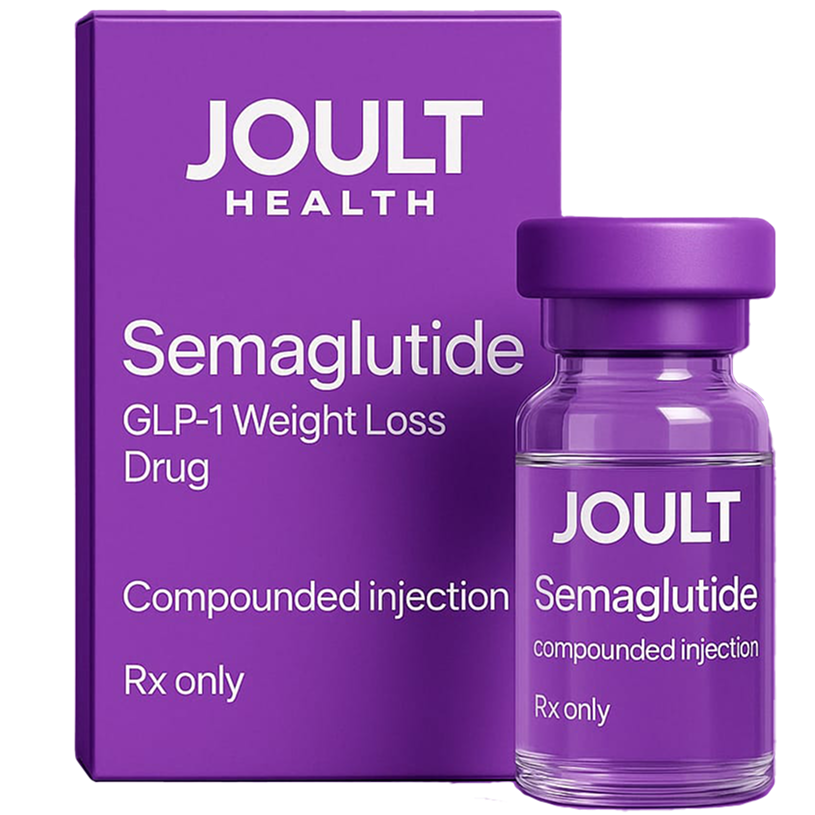 JOULT
HEALTH
Semaglutide
GLP-1 Weight Loss
Drug
Compounded injection
Rx only
JOULT
Semaglutide
compounded injection
Rx only